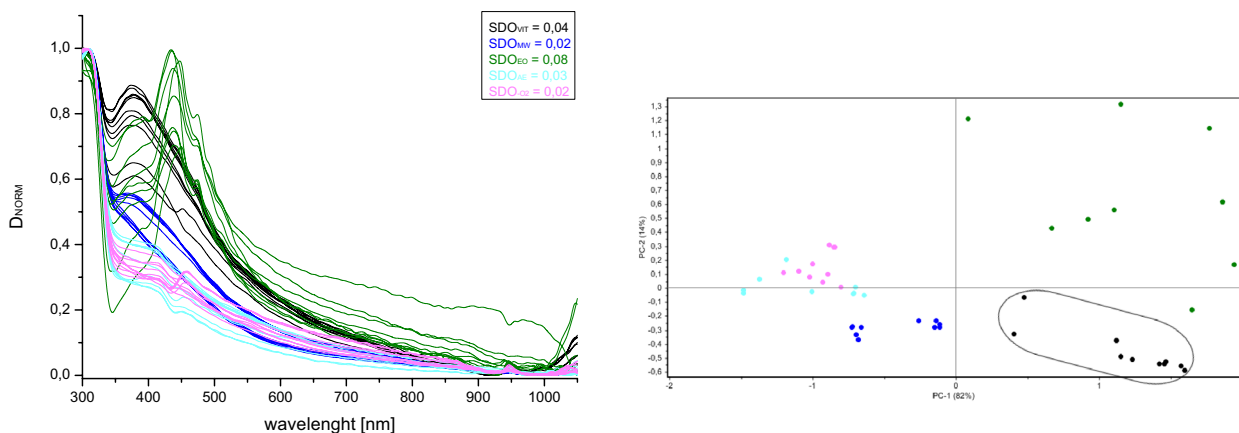 SDOVIT = 0,04
SDOMW = 0,02
SDOEO = 0,08
SDOAE = 0,03
SDO-O2 = 0,02
1,0
0,8
0,6
0,4
0,2
0,0
DNORM
300 400 500 600 700 800 900 1000
wavelenght [nm]
1,3
1,2
1,1
1
0,9
0,8
0,7
0,6
0,5
0,4
0,3
0,2
0,1
0
-0,1
-0,2
-0,3
-0,4
-0,5
-0,6
PC-2 (14%)
-2 -1 0 1
PC-1 (82%)